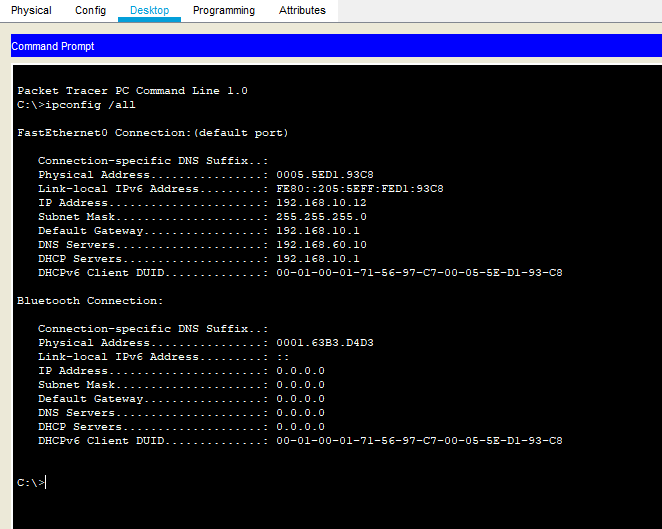 Physical Config Desktop Programming Attributes
Command Prompt
Packet Tracer PC Command Line 1.0
C:\>ipconfig /all
FastEthernet0 Connection:(default port)
Connection-specific DNS Suffix..:
Physical Address................: 0005.5ED1.93C8
Link-local IPv6 Address.........: FE80::205:5EFF:FED1:93C8
IP Address......................: 192.168.10.12
Subnet Mask.....................: 255.255.255.0
Default Gateway.................: 192.168.10.1
DNS Servers.....................: 192.168.60.10
DHCP Servers....................: 192.168.10.1
DHCPv6 Client DUID..............: 00-01-00-01-71-56-97-C7-00-05-5E-D1-93-C8
Bluetooth Connection:
Connection-specific DNS Suffix..:
Physical Address................: 0001.63B3.D4D3
Link-local IPv6 Address.........: ::
IP Address......................: 0.0.0.0
Subnet Mask.....................: 0.0.0.0
Default Gateway.................: 0.0.0.0
DNS Servers.....................: 0.0.0.0
DHCP Servers....................: 0.0.0.0
DHCPv6 Client DUID..............: 00-01-00-01-71-56-97-C7-00-05-5E-D1-93-C8
C:\>